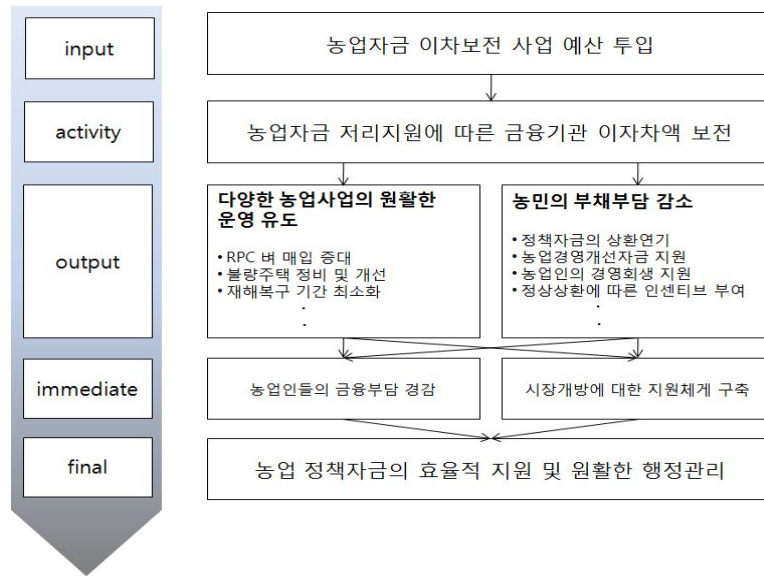 input
농업자금 이차보전 사업 예산 투입
activity
농업자금 저리지원에 따른 금융기관 이자차액 보전
output
다양한 농업사업의 원활한
운영 유도
• RPC 벼 매입 증대
• 불량주택 정비 및 개선
• 재해복구 기간 최소화
.
.
농민의 부채부담 감소
• 정책자금의 상환연기
• 농업경영개선자금 지원
• 농업인의 경영회생 지원
• 정상상환에 따른 인센티브 부여
.
.
immediate
농업인들의 금융부담 경감
시장개방에 대한 지원체게 구축
final
농업 정책자금의 효율적 지원 및 원활한 행정관리